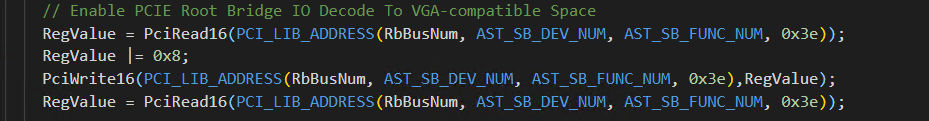 // Enable PCIE Root Bridge IO Decode To VGA-compatible Space
RegValue = PciRead16(PCI_LIB_ADDRESS(RbBusNum, AST_SB_DEV_NUM, AST_SB_FUNC_NUM, 0x3e));
RegValue |= 0x8;
PciWrite16(PCI_LIB_ADDRESS(RbBusNum, AST_SB_DEV_NUM, AST_SB_FUNC_NUM, 0x3e),RegValue);
RegValue = PciRead16(PCI_LIB_ADDRESS(RbBusNum, AST_SB_DEV_NUM, AST_SB_FUNC_NUM, 0x3e));